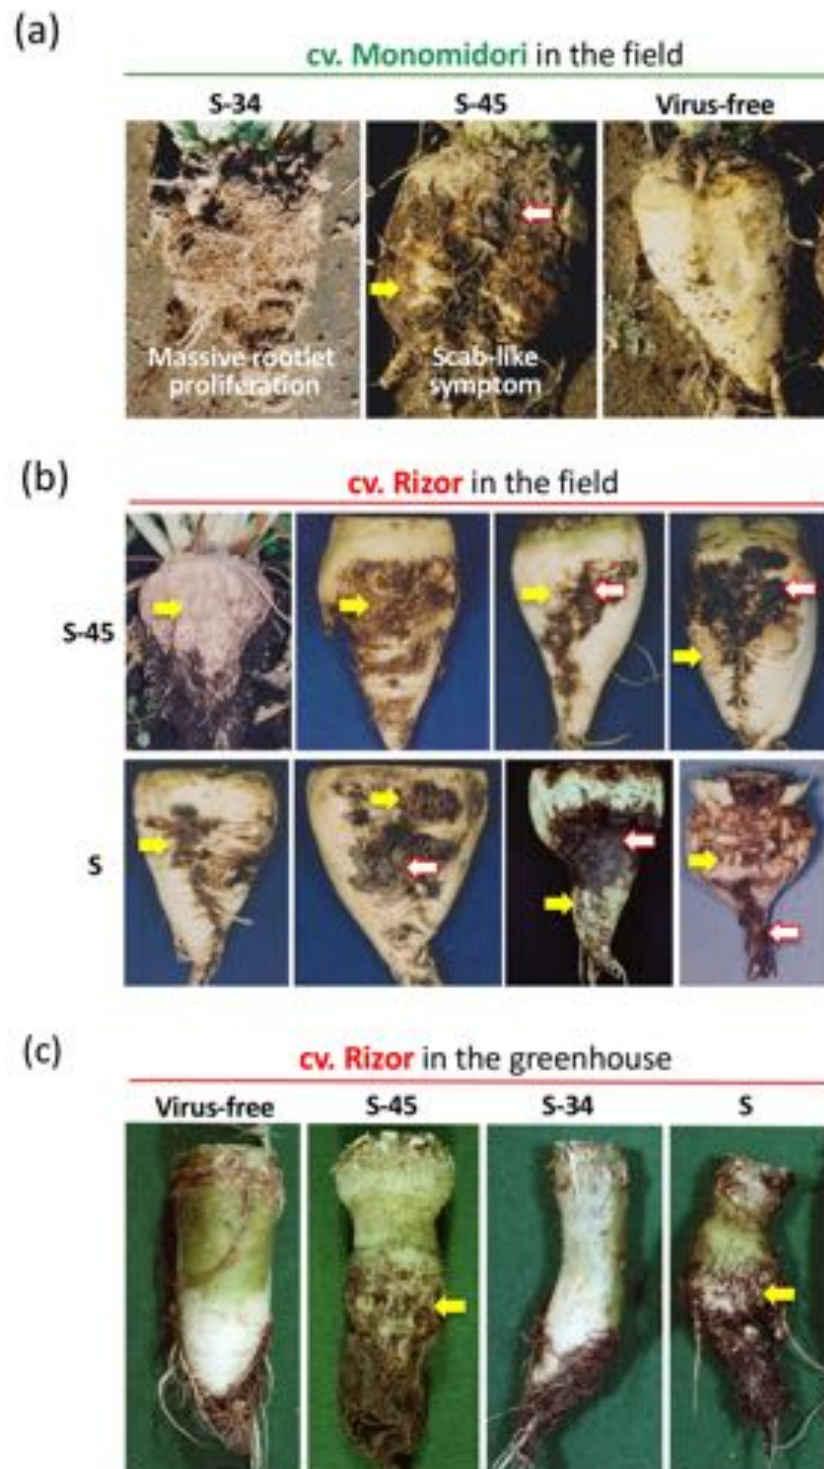 (a)
cv. Monomidori in the field
S-34 S-45 Virus-free
Massive rootlet
proliferation
Scab-like
symptom
(b)
cv. Rizor in the field
S-45
S
(c)
cv. Rizor in the greenhouse
Virus-free S-45 S-34 S